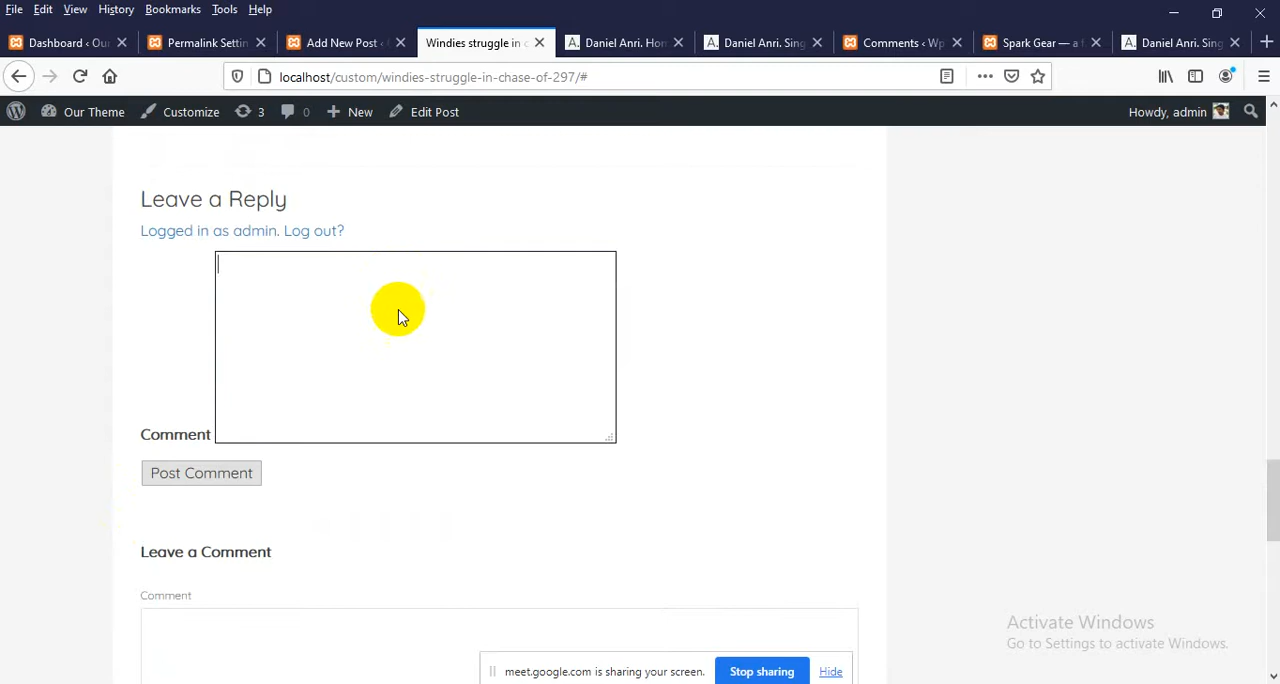 File Edit View History Bookmarks Tools Help
Dashboard ‹ Ou Permalink Settin Add New Post ‹ Windies struggle in c Daniel Anri. Hom Daniel Anri. Sing Comments ‹ Wp Spark Gear — a f Daniel Anri. Sing
localhost/custom/windies-struggle-in-chase-of-297/#
Our Theme Customize 3 0 New Edit Post Howdy, admin
Leave a Reply
Logged in as admin. Log out?
Comment
Post Comment
Leave a Comment
Comment
Activate Windows
Go to Settings to activate Windows.
meet.google.com is sharing your screen. Stop sharing Hide